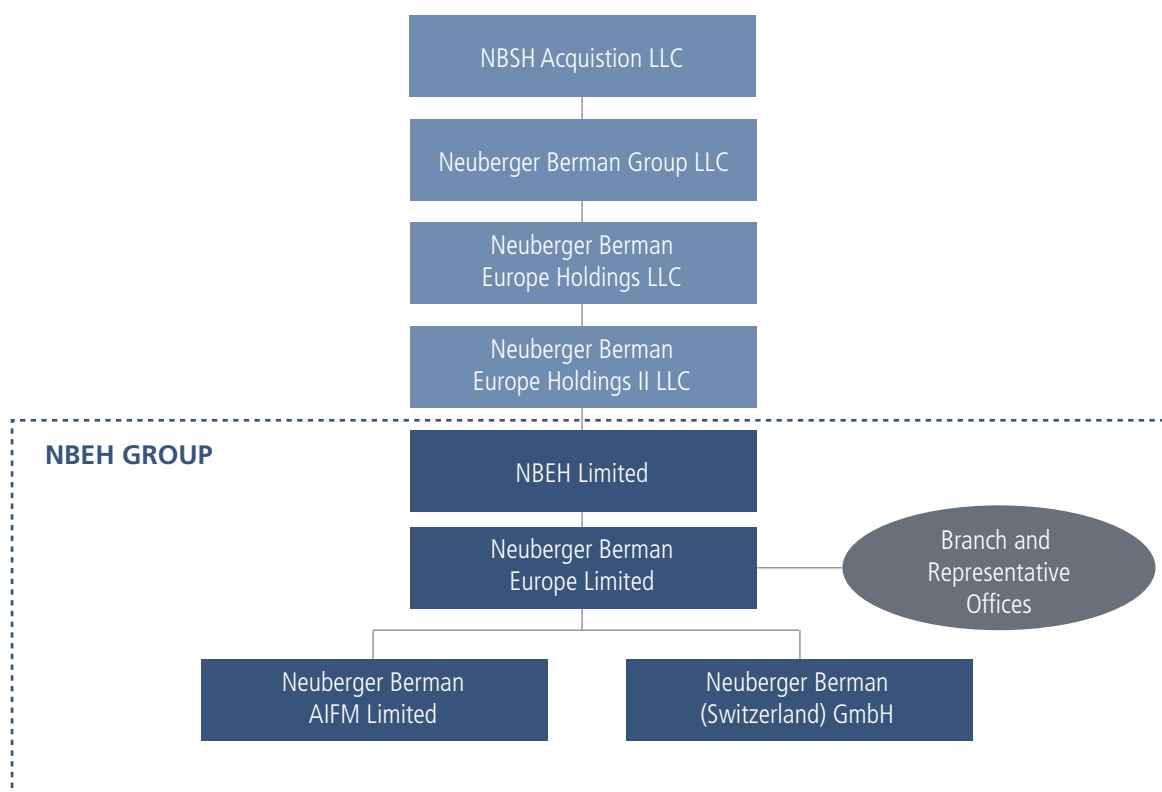 NBSH Acquistion LLC
Neuberger Berman Group LLC
Neuberger Berman
Europe Holdings LLC
Neuberger Berman
Europe Holdings II LLC
NBEH GROUP
NBEH Limited
Neuberger Berman
Europe Limited
Branch and
Representative
Offices
Neuberger Berman
AIFM Limited
Neuberger Berman
(Switzerland) GmbH